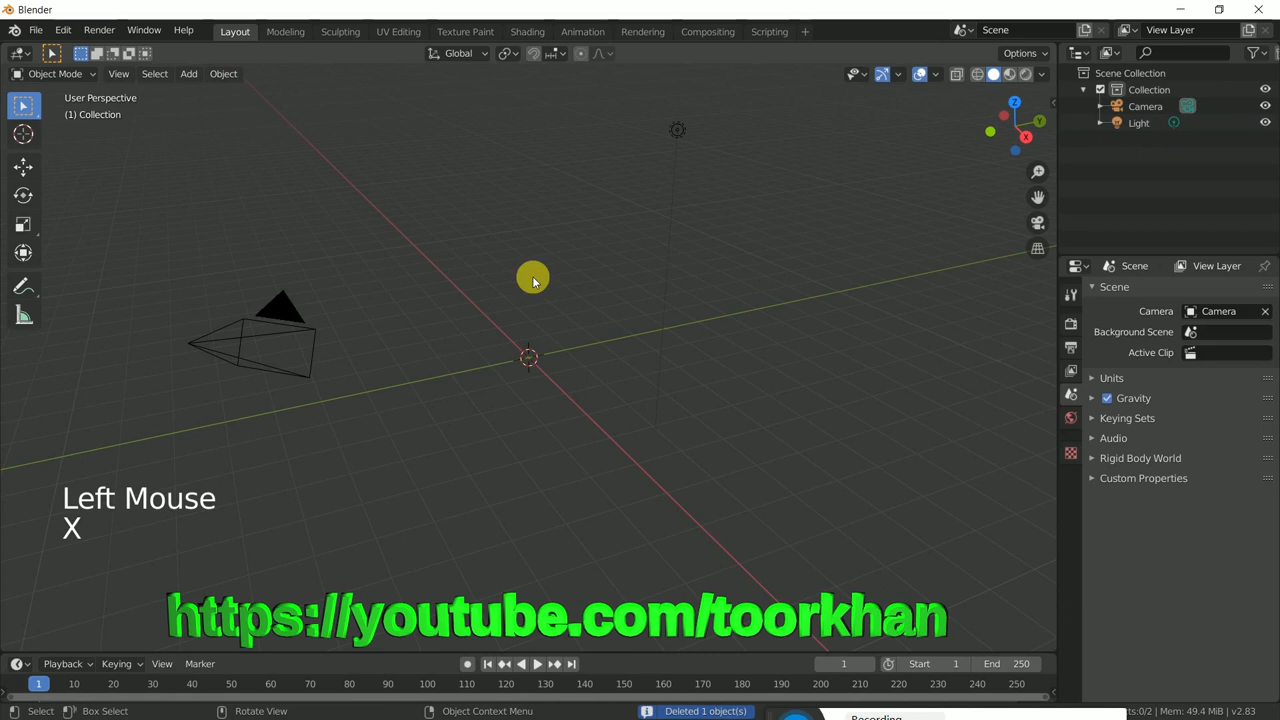 Blender
File Edit Render Window Help Layout Modeling Sculpting UV Editing Texture Paint Shading Animation Rendering Compositing Scripting + Scene View Layer
Global Options
Object Mode View Select Add Object
User Perspective
(1) Collection
Z
Y
X
Scene Collection
Collection
Camera
Light
Scene View Layer
Scene
Camera Camera
Background Scene
Active Clip
Units
Gravity
Keying Sets
Audio
Rigid Body World
Custom Properties
Left Mouse
X
https://youtube.com/toorkhan
Playback Keying View Marker 1 Start 1 End 250
1 10 20 30 40 50 60 70 80 90 100 110 120 130 140 150 160 170 180 190 200 210 220 230 240 250
Select Box Select Rotate View Object Context Menu Deleted 1 object(s) Recording :0/2 | Mem: 49.4 MiB | v2.83